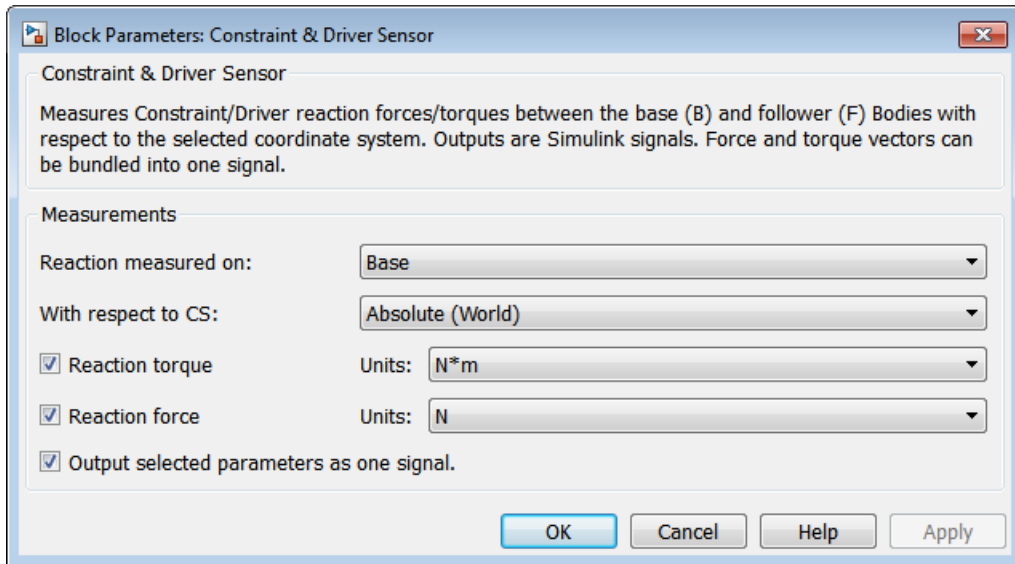 Block Parameters: Constraint & Driver Sensor
Constraint & Driver Sensor
Measures Constraint/Driver reaction forces/torques between the base (B) and follower (F) Bodies with
respect to the selected coordinate system. Outputs are Simulink signals. Force and torque vectors can
be bundled into one signal.
Measurements
Reaction measured on: Base
With respect to CS: Absolute (World)
Reaction torque Units: N*m
Reaction force Units: N
Output selected parameters as one signal.
OK Cancel Help Apply